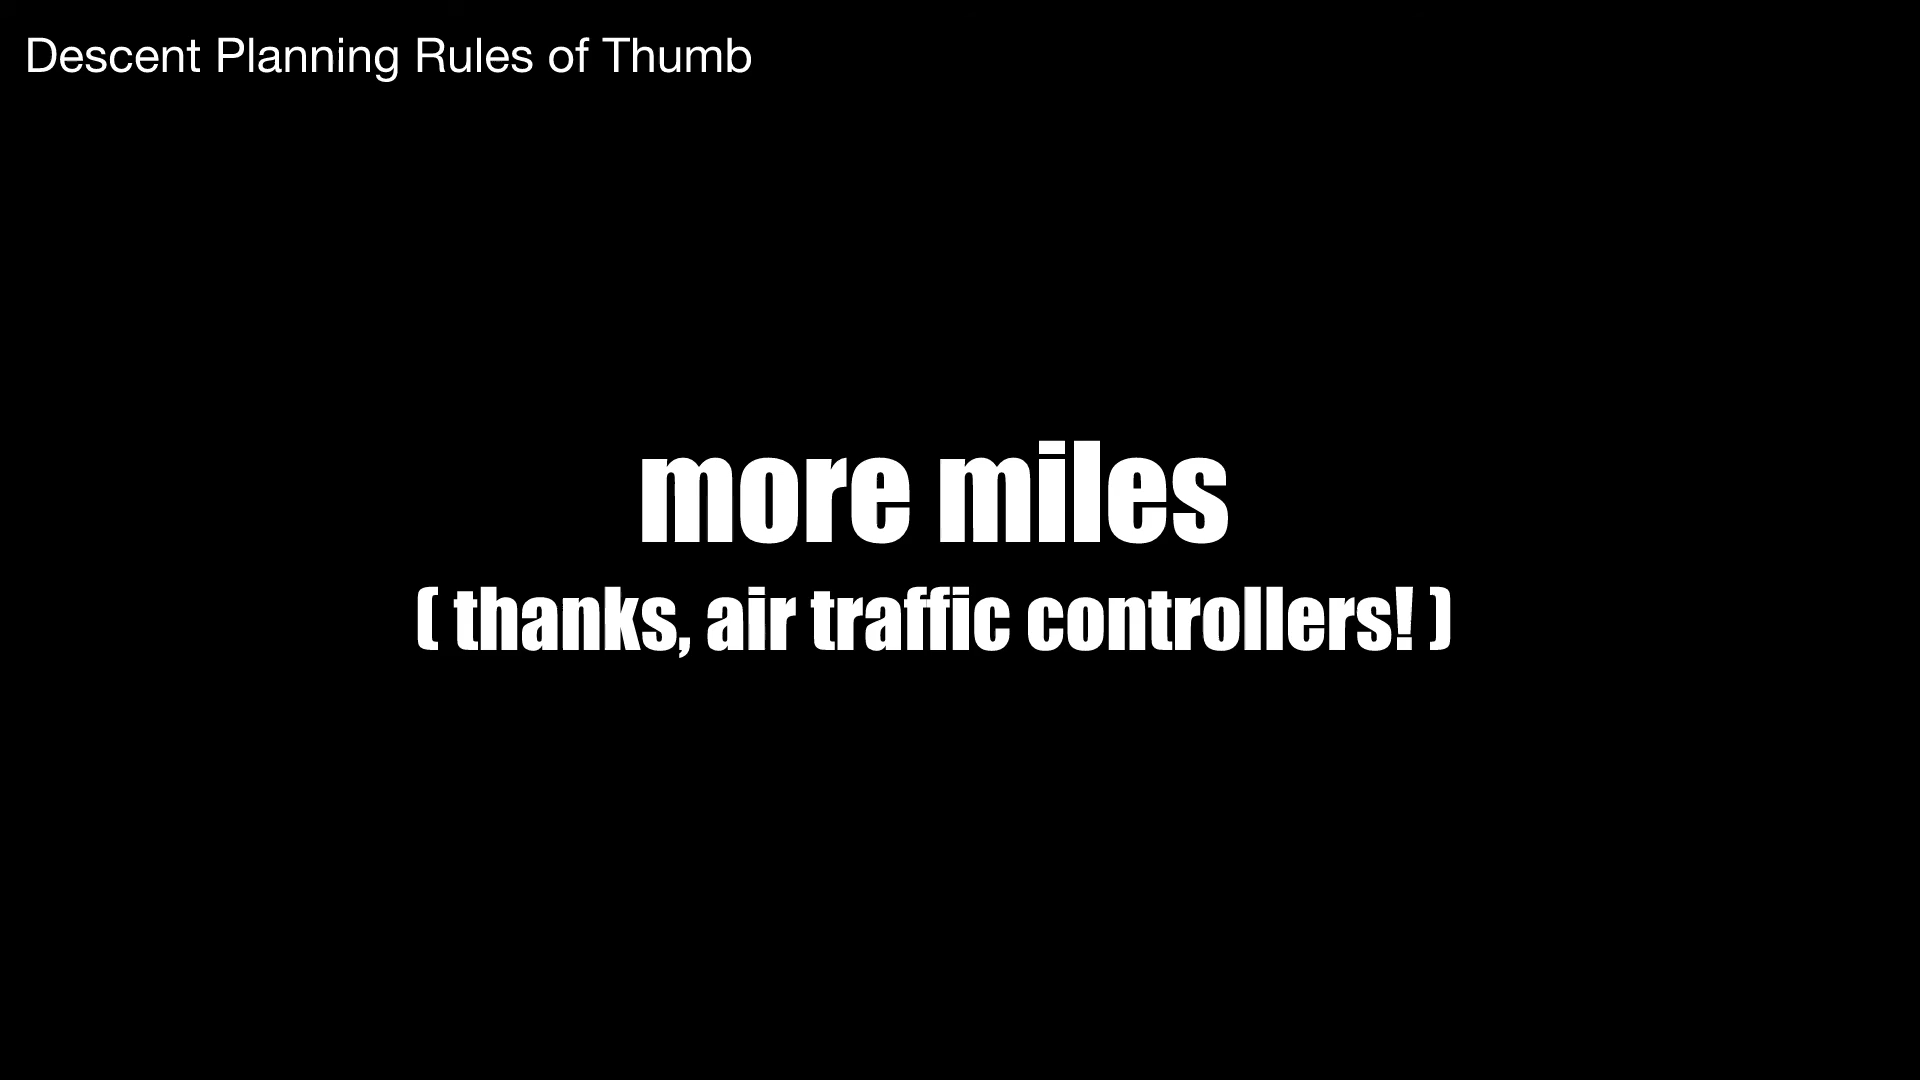 Descent Planning Rules of Thumb
more miles
( thanks, air traffic controllers! )